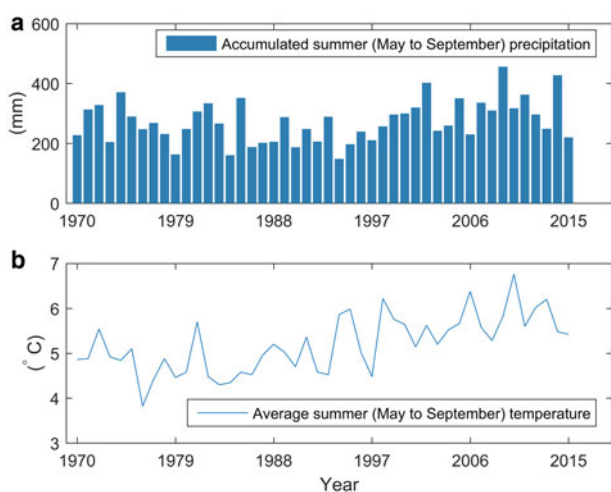 a
600
400
200
0
(mm)
Accumulated summer (May to September) precipitation
1970 1979 1988 1997 2006 2015
b
7
6
5
4
3
(° C)
Average summer (May to September) temperature
1970 1979 1988 1997 2006 2015
Year